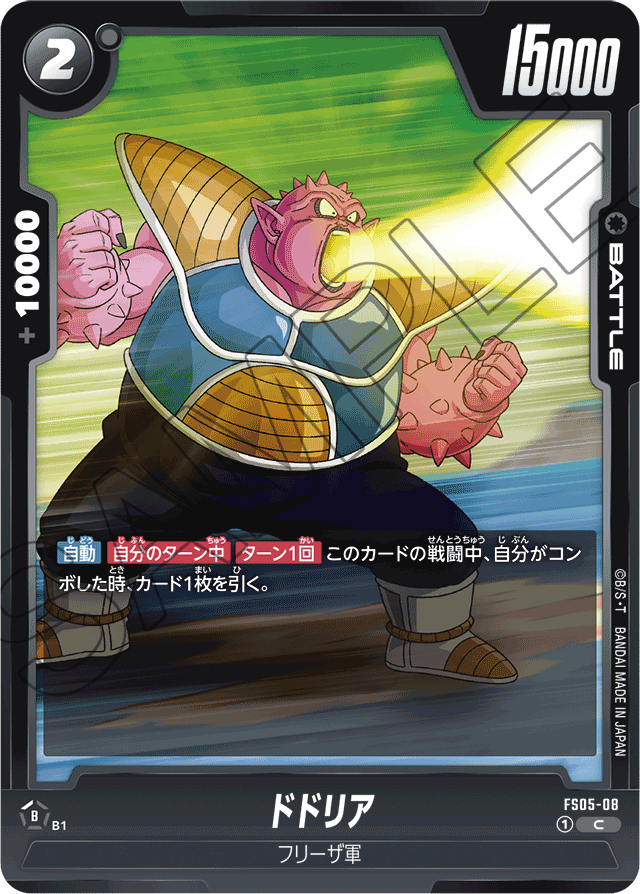 2
15000
+ 10000
BATTLE
SAMPLE
自動 自分のターン中 ターン1回 このカードの戦闘中、自分がコン
ボした時、カード1枚を引く。
©B/S・T BANDAI MADE IN JAPAN
B B1
ドドリア
FS05-08
1 C
フリーザ軍